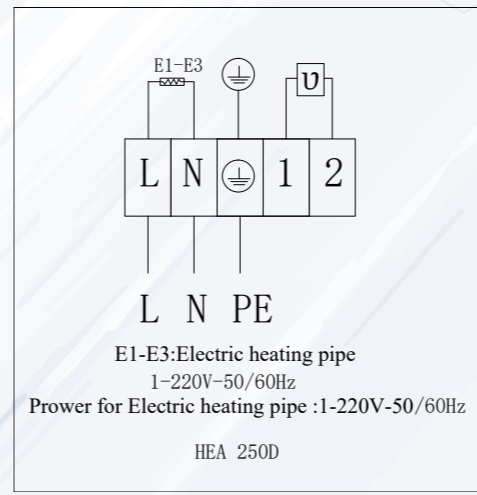 E1-E3
υ
L N 1 2
L N PE
E1-E3:Electric heating pipe
1-220V-50/60Hz
Prower for Electric heating pipe :1-220V-50/60Hz
HEA 250D